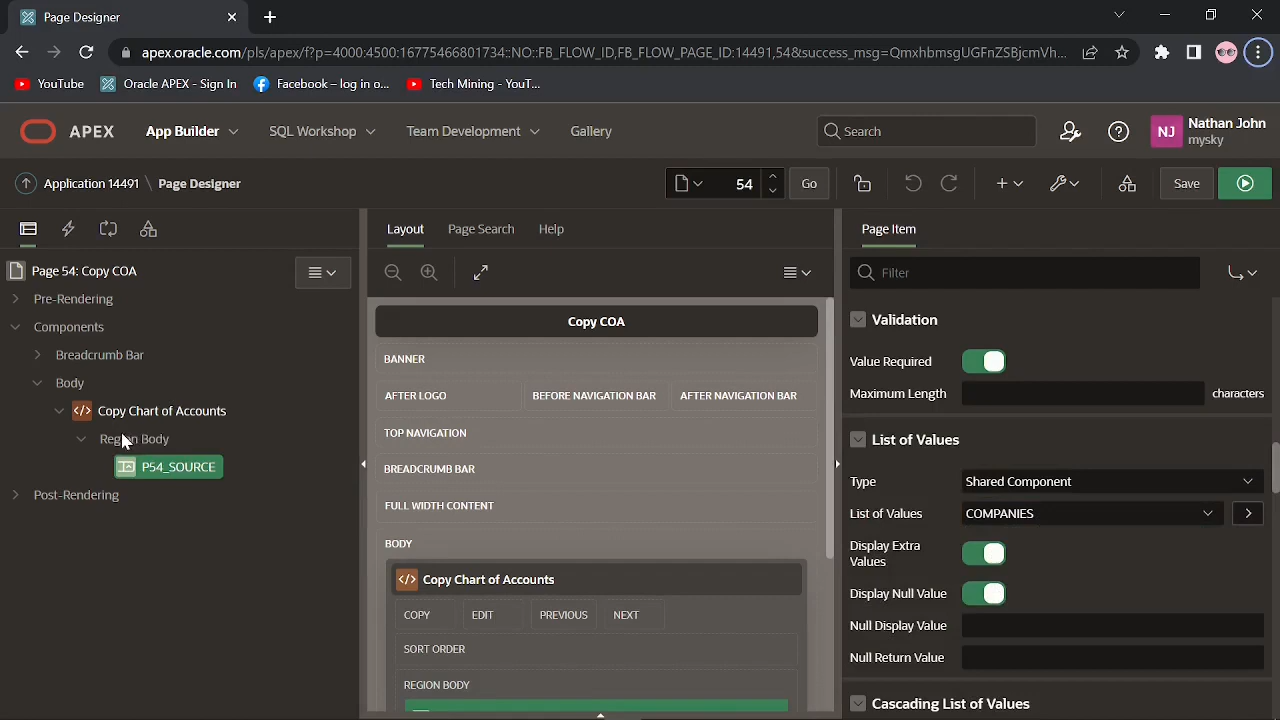 Page Designer
apex.oracle.com/pls/apex/f?p=4000:4500:16775466801734::NO::FB_FLOW_ID,FB_FLOW_PAGE_ID:14491,54&success_msg=QmxhbmsgUGFnZSBjcmVh...
YouTube Oracle APEX - Sign In Facebook – log in o... Tech Mining - YouT...
APEX App Builder SQL Workshop Team Development Gallery Search NJ Nathan John
mysky
Application 14491 \ Page Designer 54 Go Save
Layout Page Search Help Page Item
Page 54: Copy COA
Pre-Rendering
Components
Breadcrumb Bar
Body
Copy Chart of Accounts
Region Body
P54_SOURCE
Post-Rendering
Copy COA
BANNER
AFTER LOGO BEFORE NAVIGATION BAR AFTER NAVIGATION BAR
TOP NAVIGATION
BREADCRUMB BAR
FULL WIDTH CONTENT
BODY
Copy Chart of Accounts
COPY EDIT PREVIOUS NEXT
SORT ORDER
REGION BODY
Filter
Validation
Value Required
Maximum Length characters
List of Values
Type Shared Component
List of Values COMPANIES
Display Extra
Values
Display Null Value
Null Display Value
Null Return Value
Cascading List of Values